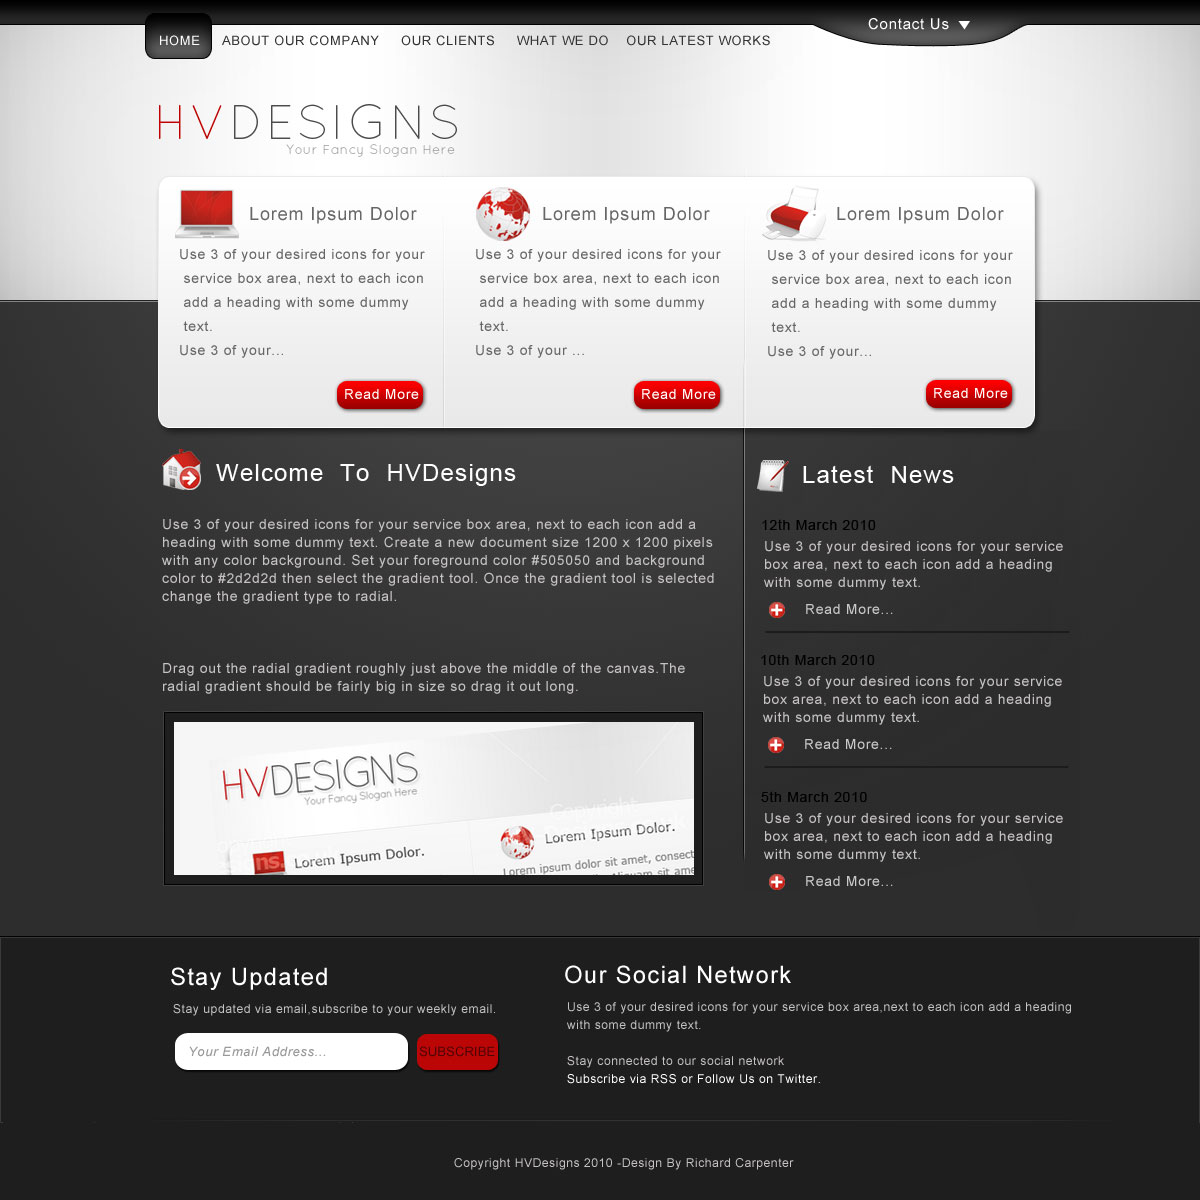 Contact Us
HOME ABOUT OUR COMPANY OUR CLIENTS WHAT WE DO OUR LATEST WORKS
HVDESIGNS
Your Fancy Slogan Here
Lorem Ipsum Dolor
Use 3 of your desired icons for your
service box area, next to each icon
add a heading with some dummy
text.
Use 3 of your...
Read More
Lorem Ipsum Dolor
Use 3 of your desired icons for your
service box area, next to each icon
add a heading with some dummy
text.
Use 3 of your ...
Read More
Lorem Ipsum Dolor
Use 3 of your desired icons for your
service box area, next to each icon
add a heading with some dummy
text.
Use 3 of your...
Read More
Welcome To HVDesigns
Use 3 of your desired icons for your service box area, next to each icon add a
heading with some dummy text. Create a new document size 1200 x 1200 pixels
with any color background. Set your foreground color #505050 and background
color to #2d2d2d then select the gradient tool. Once the gradient tool is selected
change the gradient type to radial.
Drag out the radial gradient roughly just above the middle of the canvas.The
radial gradient should be fairly big in size so drag it out long.
HVDESIGNS
Your Fancy Slogan Here
Copyright
Lorem Ipsum Dolor.
Lorem Ipsum Dolor.
Lorem ipsum dolor sit amet, consect
Latest News
12th March 2010
Use 3 of your desired icons for your service
box area, next to each icon add a heading
with some dummy text.
Read More...
10th March 2010
Use 3 of your desired icons for your service
box area, next to each icon add a heading
with some dummy text.
Read More...
5th March 2010
Use 3 of your desired icons for your service
box area, next to each icon add a heading
with some dummy text.
Read More...
Stay Updated
Stay updated via email,subscribe to your weekly email.
Your Email Address...
SUBSCRIBE
Our Social Network
Use 3 of your desired icons for your service box area,next to each icon add a heading
with some dummy text.
Stay connected to our social network
Subscribe via RSS or Follow Us on Twitter.
Copyright HVDesigns 2010 -Design By Richard Carpenter